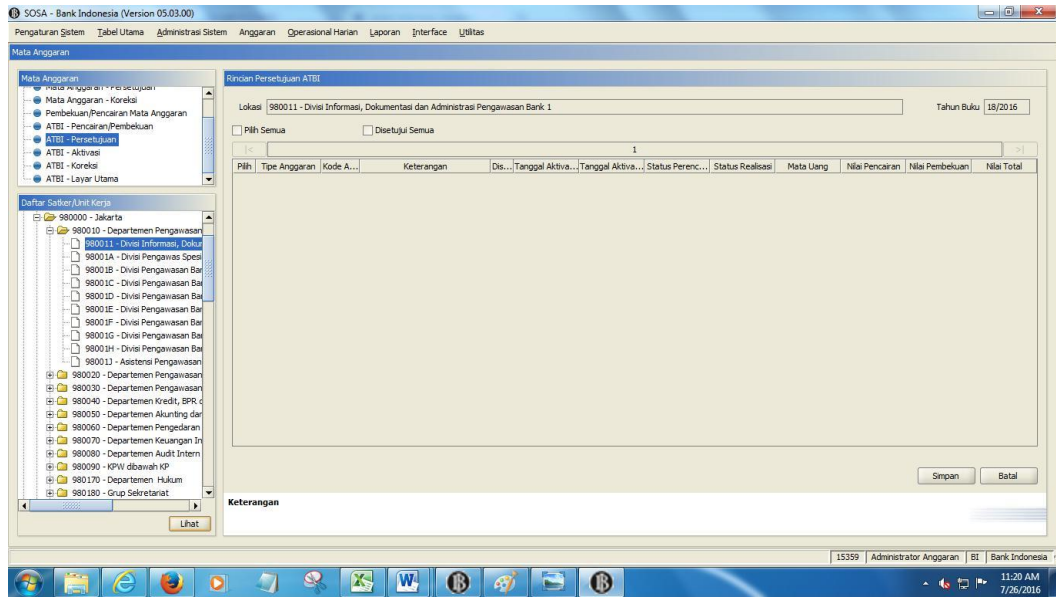 SOSA - Bank Indonesia (Version 05.03.00)
Pengaturan Sistem Tabel Utama Administrasi Sistem Anggaran Operasional Harian Laporan Interface Utilitas
Mata Anggaran
Mata Anggaran
Mata Anggaran - Persetujuan
Mata Anggaran - Koreksi
Pembekuan/Pencairan Mata Anggaran
ATBI - Pencairan/Pembekuan
ATBI - Persetujuan
ATBI - Aktivasi
ATBI - Koreksi
ATBI - Layar Utama
Daftar Satker/Unit Kerja
980000 - Jakarta
980010 - Departemen Pengawasan
980011 - Divisi Informasi, Dokur
98001A - Divisi Pengawas Spesi
98001B - Divisi Pengawasan Bar
98001C - Divisi Pengawasan Bar
98001D - Divisi Pengawasan Bar
98001E - Divisi Pengawasan Bar
98001F - Divisi Pengawasan Bar
98001G - Divisi Pengawasan Bar
98001H - Divisi Pengawasan Bar
98001J - Asistensi Pengawasan
980020 - Departemen Pengawasan
980030 - Departemen Pengawasan
980040 - Departemen Kredit, BPR d
980050 - Departemen Akunting dar
980060 - Departemen Pengedaran
980070 - Departemen Keuangan In
980080 - Departemen Audit Intern
980090 - KPW dibawah KP
980170 - Departemen Hukum
980180 - Grup Sekretariat
Lihat
Rincian Persetujuan ATBI
Lokasi 980011 - Divisi Informasi, Dokumentasi dan Administrasi Pengawasan Bank 1 Tahun Buku 18/2016
Pilih Semua Disetujui Semua
|< 1 >|
Pilih Tipe Anggaran Kode A... Keterangan Dis... Tanggal Aktiva... Tanggal Aktiva... Status Perenc... Status Realisasi Mata Uang Nilai Pencairan Nilai Pembekuan Nilai Total
Simpan Batal
Keterangan
15359 Administrator Anggaran BI Bank Indonesia
11:20 AM
7/26/2016